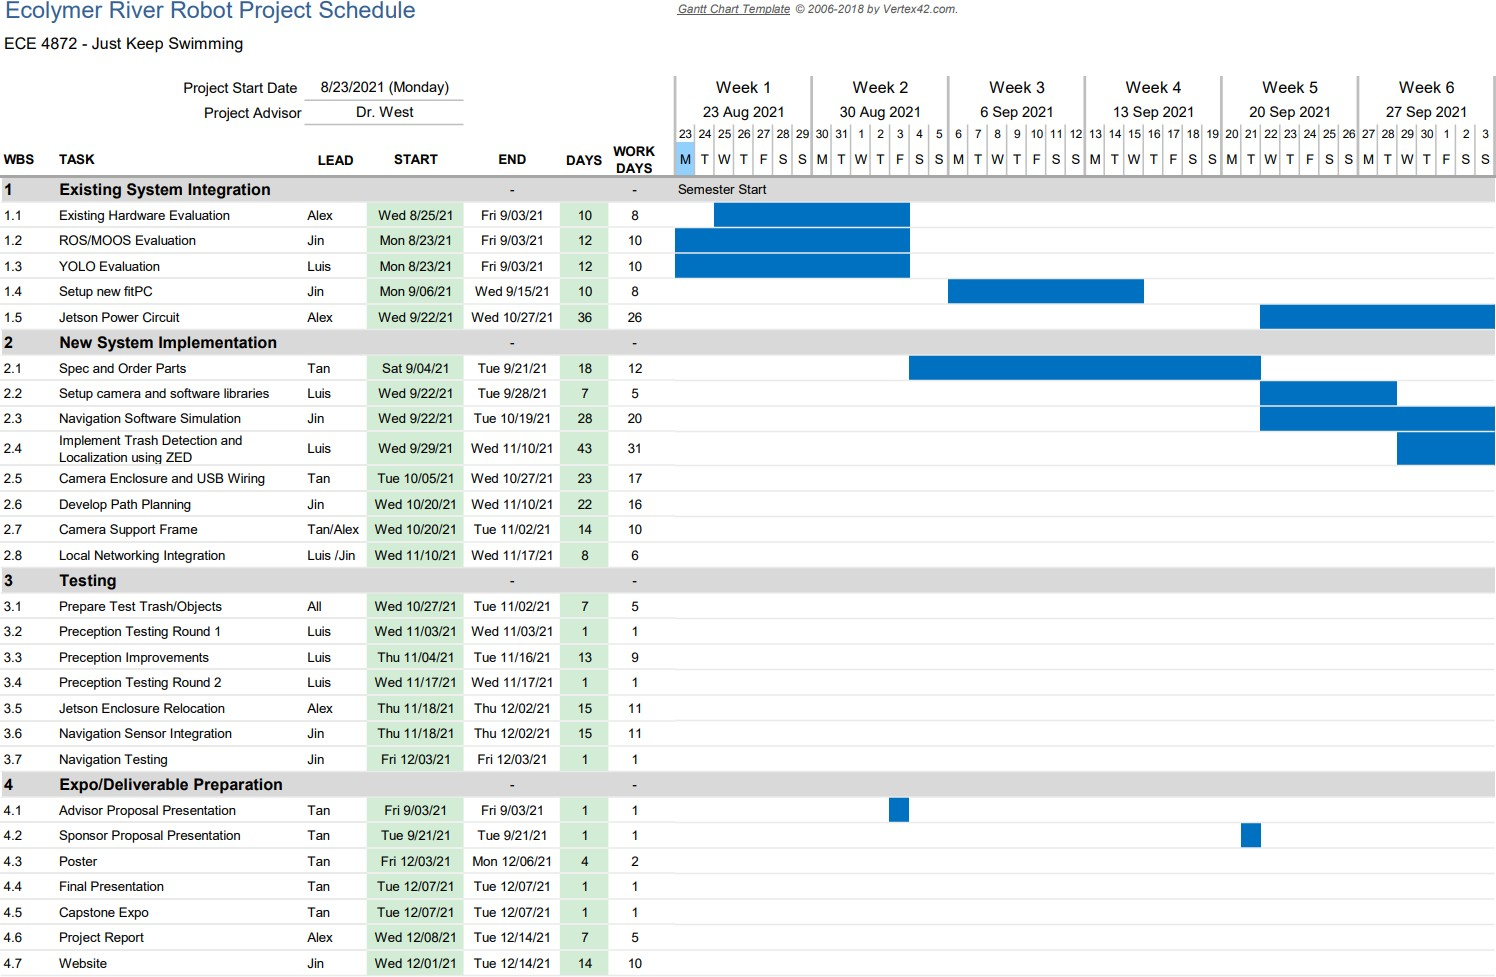 Ecolymer River Robot Project Schedule
Gantt Chart Template © 2006-2018 by Vertex42.com.
ECE 4872 - Just Keep Swimming
Project Start Date 8/23/2021 (Monday) Week 1 Week 2 Week 3 Week 4 Week 5 Week 6
Project Advisor Dr. West 23 Aug 2021 30 Aug 2021 6 Sep 2021 13 Sep 2021 20 Sep 2021 27 Sep 2021
23 24 25 26 27 28 29 30 31 1 2 3 4 5 6 7 8 9 10 11 12 13 14 15 16 17 18 19 20 21 22 23 24 25 26 27 28 29 30 1 2 3
WBS TASK LEAD START END DAYS WORK DAYS M T W T F S S M T W T F S S M T W T F S S M T W T F S S M T W T F S S M T W T F S S
1 Existing System Integration - - Semester Start
1.1 Existing Hardware Evaluation Alex Wed 8/25/21 Fri 9/03/21 10 8
1.2 ROS/MOOS Evaluation Jin Mon 8/23/21 Fri 9/03/21 12 10
1.3 YOLO Evaluation Luis Mon 8/23/21 Fri 9/03/21 12 10
1.4 Setup new fitPC Jin Mon 9/06/21 Wed 9/15/21 10 8
1.5 Jetson Power Circuit Alex Wed 9/22/21 Wed 10/27/21 36 26
2 New System Implementation - -
2.1 Spec and Order Parts Tan Sat 9/04/21 Tue 9/21/21 18 12
2.2 Setup camera and software libraries Luis Wed 9/22/21 Tue 9/28/21 7 5
2.3 Navigation Software Simulation Jin Wed 9/22/21 Tue 10/19/21 28 20
2.4 Implement Trash Detection and
Localization using ZED Luis Wed 9/29/21 Wed 11/10/21 43 31
2.5 Camera Enclosure and USB Wiring Tan Tue 10/05/21 Wed 10/27/21 23 17
2.6 Develop Path Planning Jin Wed 10/20/21 Wed 11/10/21 22 16
2.7 Camera Support Frame Tan/Alex Wed 10/20/21 Tue 11/02/21 14 10
2.8 Local Networking Integration Luis /Jin Wed 11/10/21 Wed 11/17/21 8 6
3 Testing - -
3.1 Prepare Test Trash/Objects All Wed 10/27/21 Tue 11/02/21 7 5
3.2 Preception Testing Round 1 Luis Wed 11/03/21 Wed 11/03/21 1 1
3.3 Preception Improvements Luis Thu 11/04/21 Tue 11/16/21 13 9
3.4 Preception Testing Round 2 Luis Wed 11/17/21 Wed 11/17/21 1 1
3.5 Jetson Enclosure Relocation Alex Thu 11/18/21 Thu 12/02/21 15 11
3.6 Navigation Sensor Integration Jin Thu 11/18/21 Thu 12/02/21 15 11
3.7 Navigation Testing Jin Fri 12/03/21 Fri 12/03/21 1 1
4 Expo/Deliverable Preparation - -
4.1 Advisor Proposal Presentation Tan Fri 9/03/21 Fri 9/03/21 1 1
4.2 Sponsor Proposal Presentation Tan Tue 9/21/21 Tue 9/21/21 1 1
4.3 Poster Tan Fri 12/03/21 Mon 12/06/21 4 2
4.4 Final Presentation Tan Tue 12/07/21 Tue 12/07/21 1 1
4.5 Capstone Expo Tan Tue 12/07/21 Tue 12/07/21 1 1
4.6 Project Report Alex Wed 12/08/21 Tue 12/14/21 7 5
4.7 Website Jin Wed 12/01/21 Tue 12/14/21 14 10